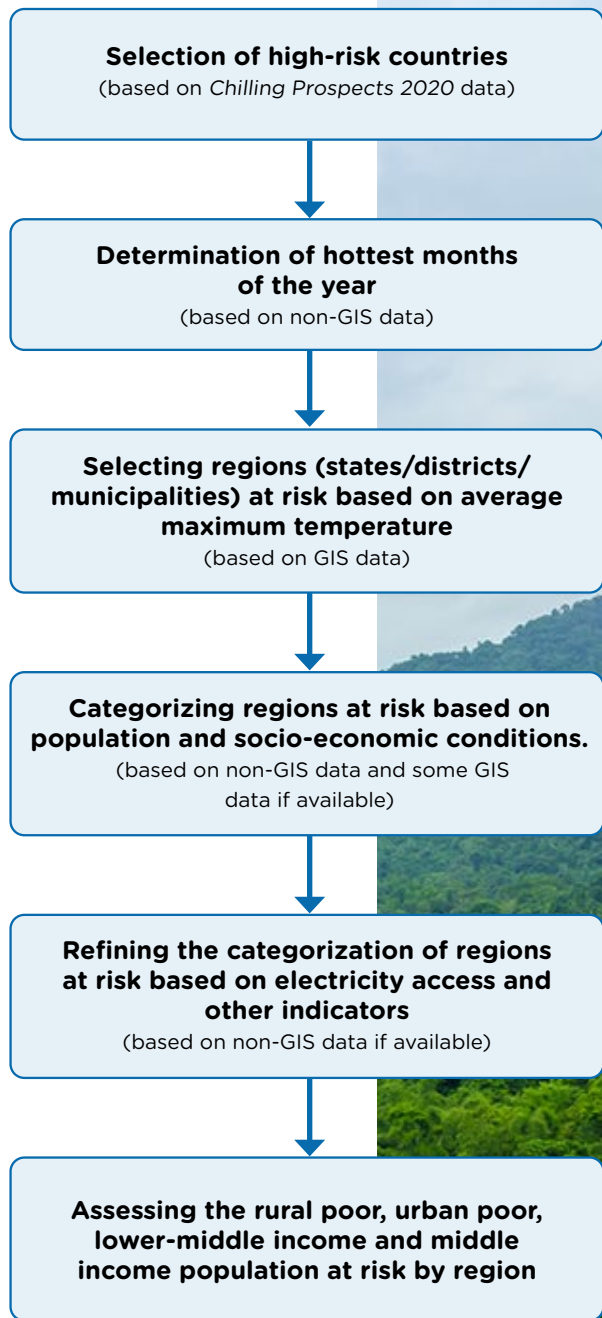 Selection of high-risk countries
(based on Chilling Prospects 2020 data)
Determination of hottest months
of the year
(based on non-GIS data)
Selecting regions (states/districts/
municipalities) at risk based on average
maximum temperature
(based on GIS data)
Categorizing regions at risk based on
population and socio-economic conditions.
(based on non-GIS data and some GIS
data if available)
Refining the categorization of regions
at risk based on electricity access and
other indicators
(based on non-GIS data if available)
Assessing the rural poor, urban poor,
lower-middle income and middle
income population at risk by region